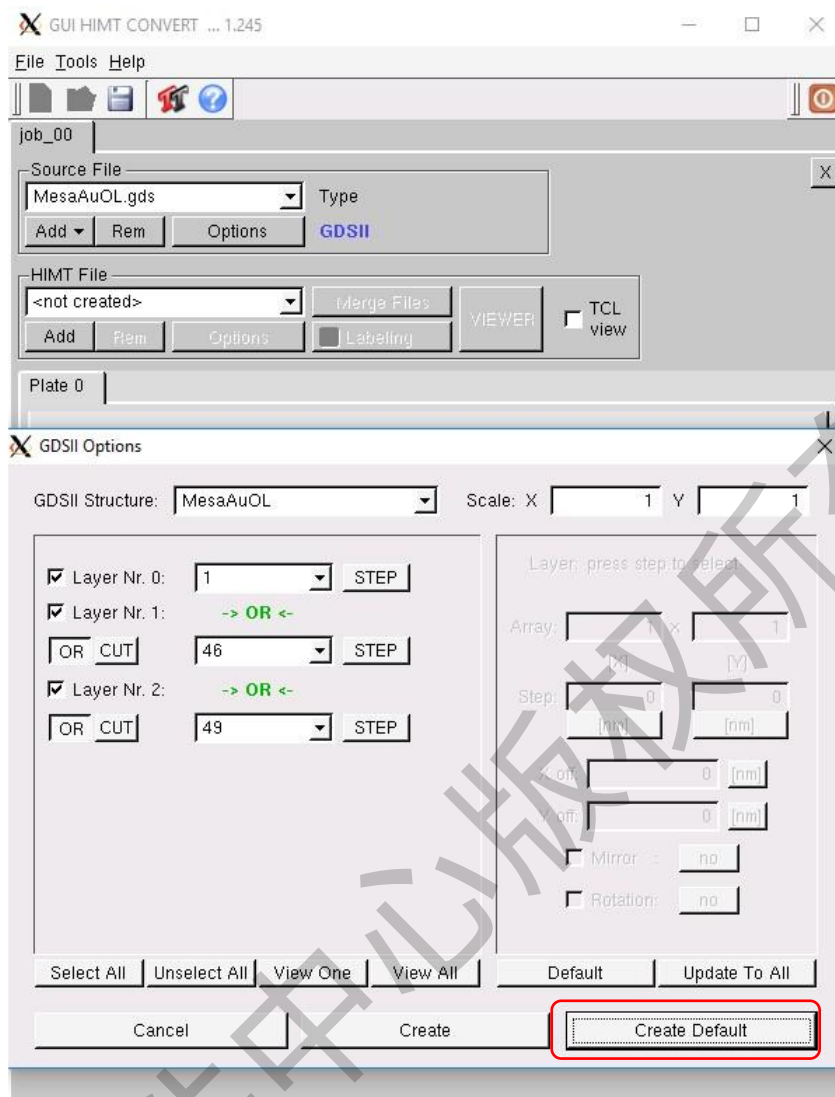 GUI HIMT CONVERT ... 1.245
File Tools Help
job_00
Source File
MesaAuOL.gds Type
Add Rem Options GDSII
X
HIMT File
<not created> Merge Files
VIEWER TCL view
Add Rem Options Labeling
Plate 0
GDSII Options
GDSII Structure: MesaAuOL Scale: X 1 Y 1
Layer Nr. 0: 1 STEP
Layer Nr. 1: -> OR <-
OR CUT 46 STEP
Layer Nr. 2: -> OR <-
OR CUT 49 STEP
Layer: press step to select
Array: 1 x 1
[X] [Y]
Step: 0 0
[nm] [nm]
X off: 0 [nm]
Y off: 0 [nm]
Mirror : no
Rotation: no
Select All Unselect All View One View All Default Update To All
Cancel Create Create Default
中心版权所